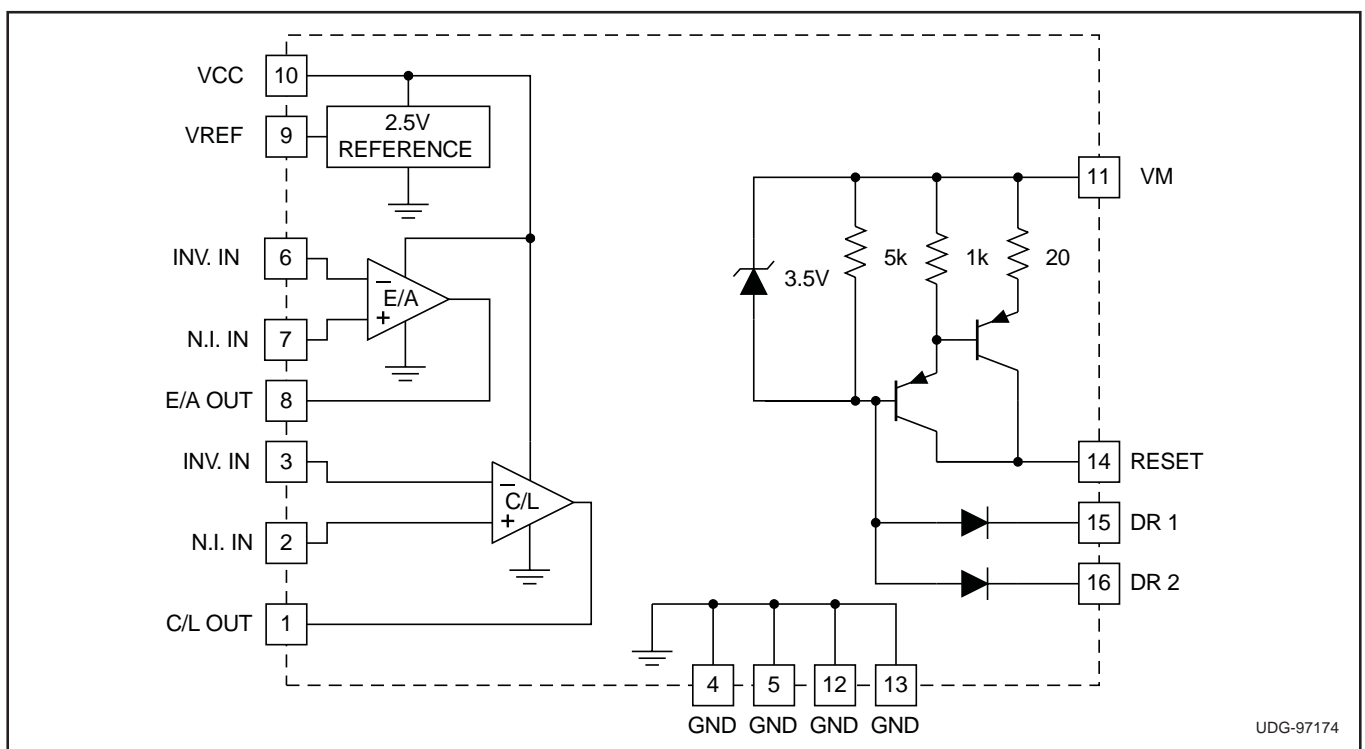 VCC 10
VREF 9
2.5V
REFERENCE
INV. IN 6
− E/A +
N.I. IN 7
E/A OUT 8
INV. IN 3
− C/L +
N.I. IN 2
C/L OUT 1
11 VM
3.5V 5k 1k 20
14 RESET
15 DR 1
16 DR 2
4 5 12 13
GND GND GND GND
UDG-97174